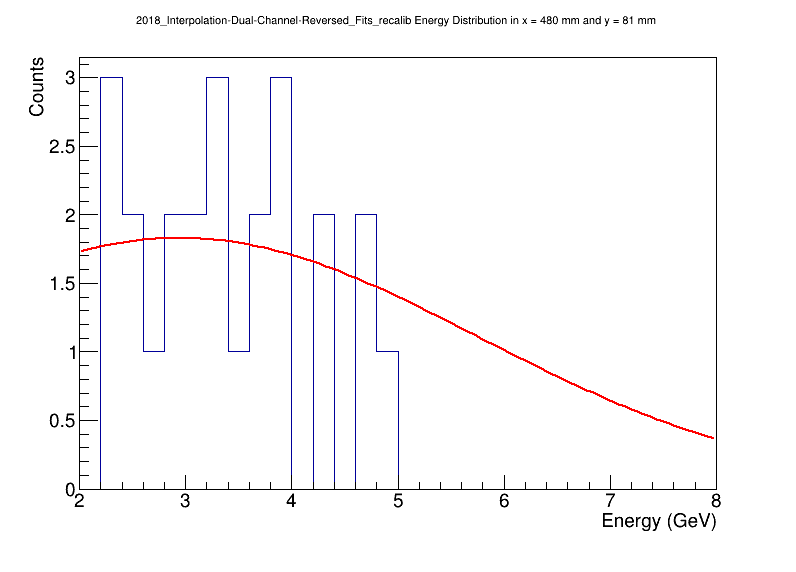 2018_Interpolation-Dual-Channel-Reversed_Fits_recalib Energy Distribution in x = 480 mm and y = 81 mm
Counts
3
2.5
2
1.5
1
0.5
0
2 3 4 5 6 7 8
Energy (GeV)